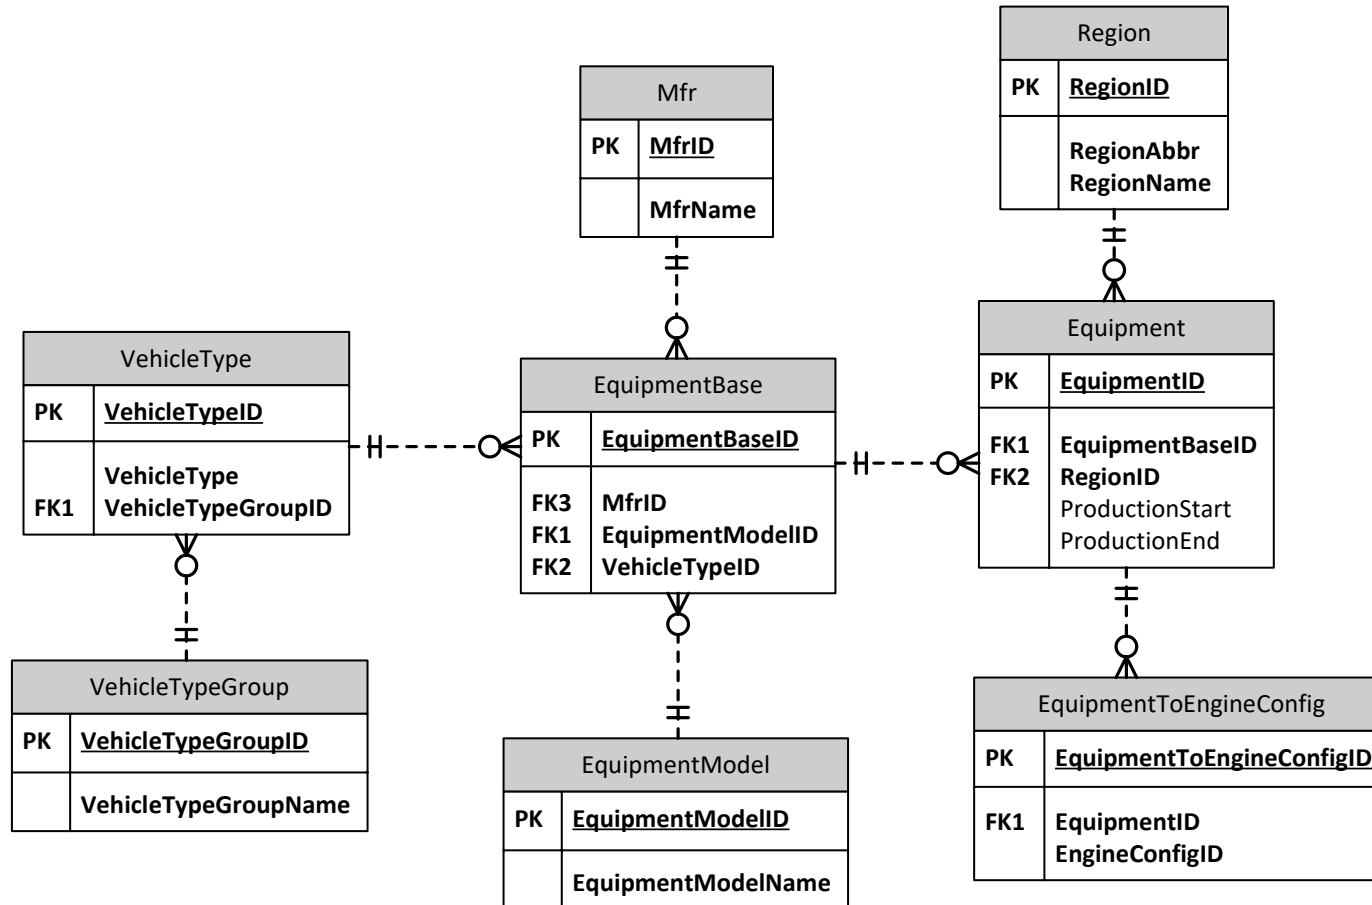 Region
PK RegionID
RegionAbbr
RegionName
Mfr
PK MfrID
MfrName
VehicleType
PK VehicleTypeID
VehicleType
FK1 VehicleTypeGroupID
EquipmentBase
PK EquipmentBaseID
FK3 MfrID
FK1 EquipmentModelID
FK2 VehicleTypeID
Equipment
PK EquipmentID
FK1 EquipmentBaseID
FK2 RegionID
ProductionStart
ProductionEnd
VehicleTypeGroup
PK VehicleTypeGroupID
VehicleTypeGroupName
EquipmentModel
PK EquipmentModelID
EquipmentModelName
EquipmentToEngineConfig
PK EquipmentToEngineConfigID
FK1 EquipmentID
EngineConfigID